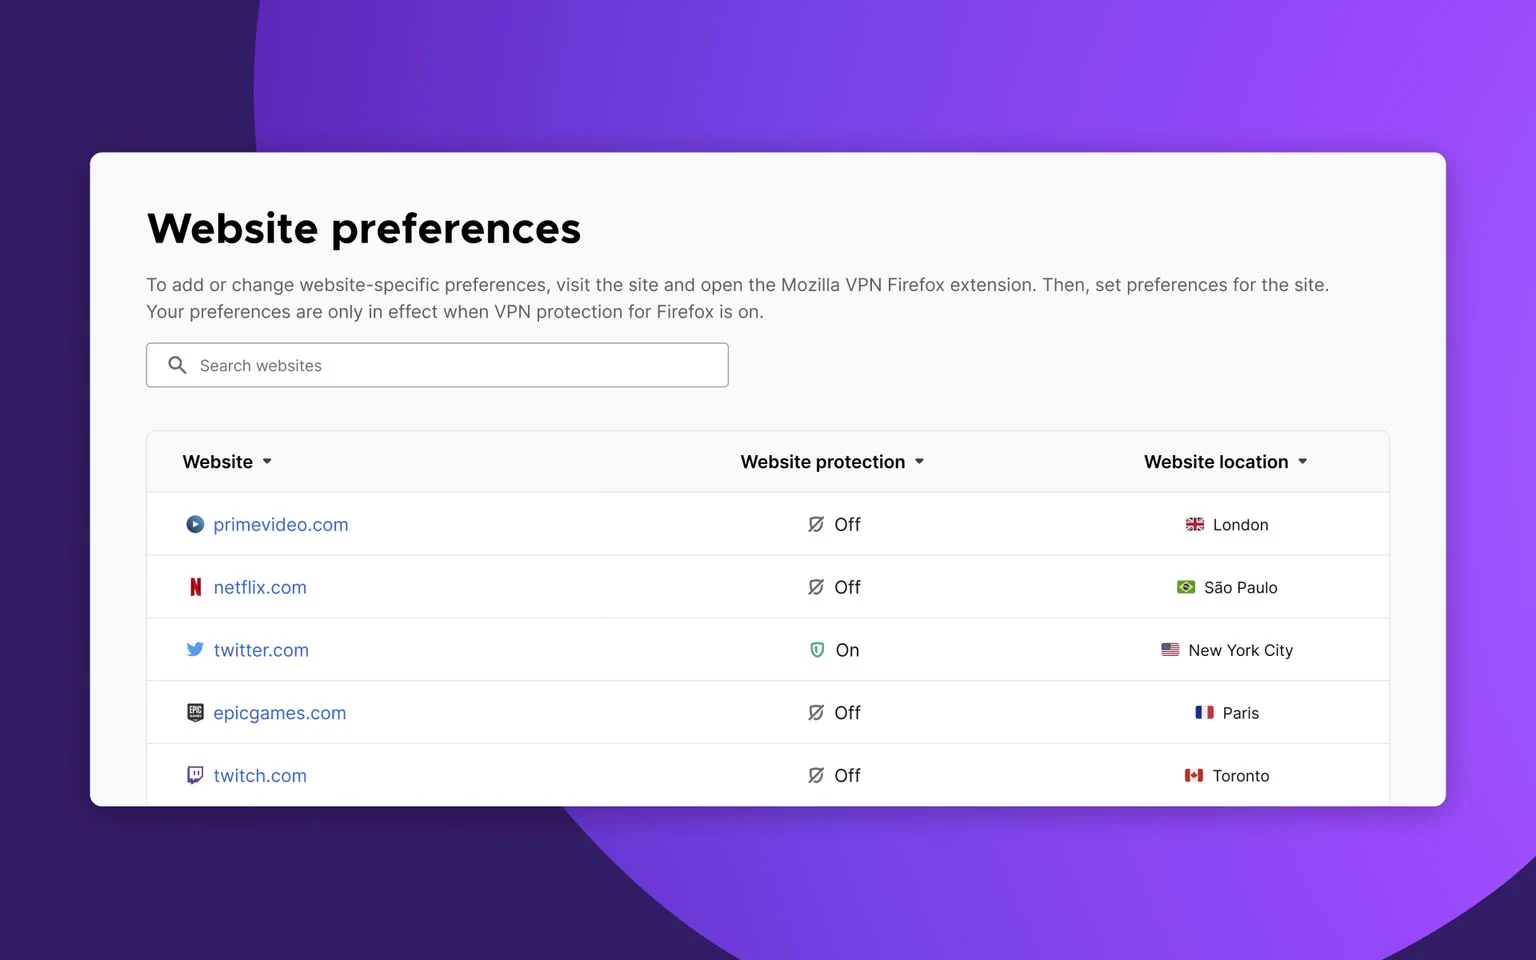 Website preferences
To add or change website-specific preferences, visit the site and open the Mozilla VPN Firefox extension. Then, set preferences for the site.
Your preferences are only in effect when VPN protection for Firefox is on.
Search websites
Website Website protection Website location
primevideo.com Off London
N netflix.com Off São Paulo
twitter.com On New York City
EPIC GAMES epicgames.com Off Paris
twitch.com Off Toronto